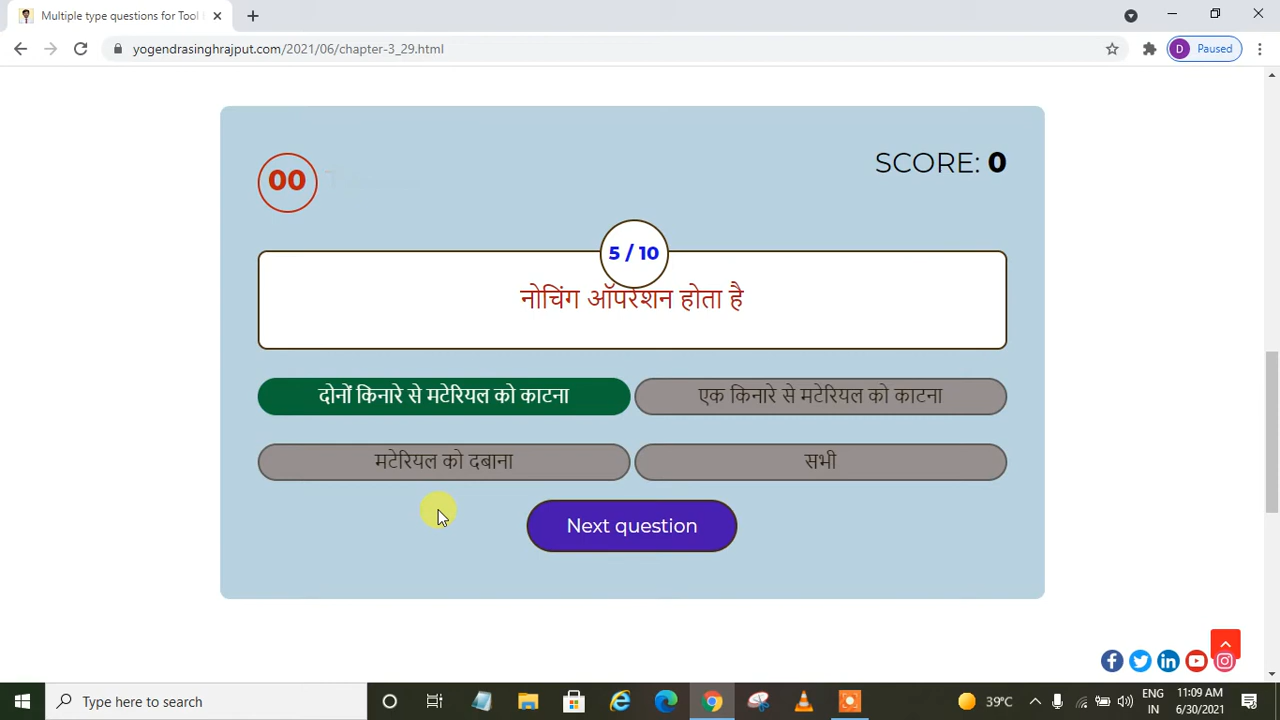 Multiple type questions for Tool
yogendrasinghrajput.com/2021/06/chapter-3_29.html
D Paused
00
SCORE: 0
5 / 10
नोचिंग ऑपरेशन होता है
दोनों किनारे से मटेरियल को काटना
एक किनारे से मटेरियल को काटना
मटेरियल को दबाना
सभी
Next question
Type here to search
39°C
ENG
IN
11:09 AM
6/30/2021